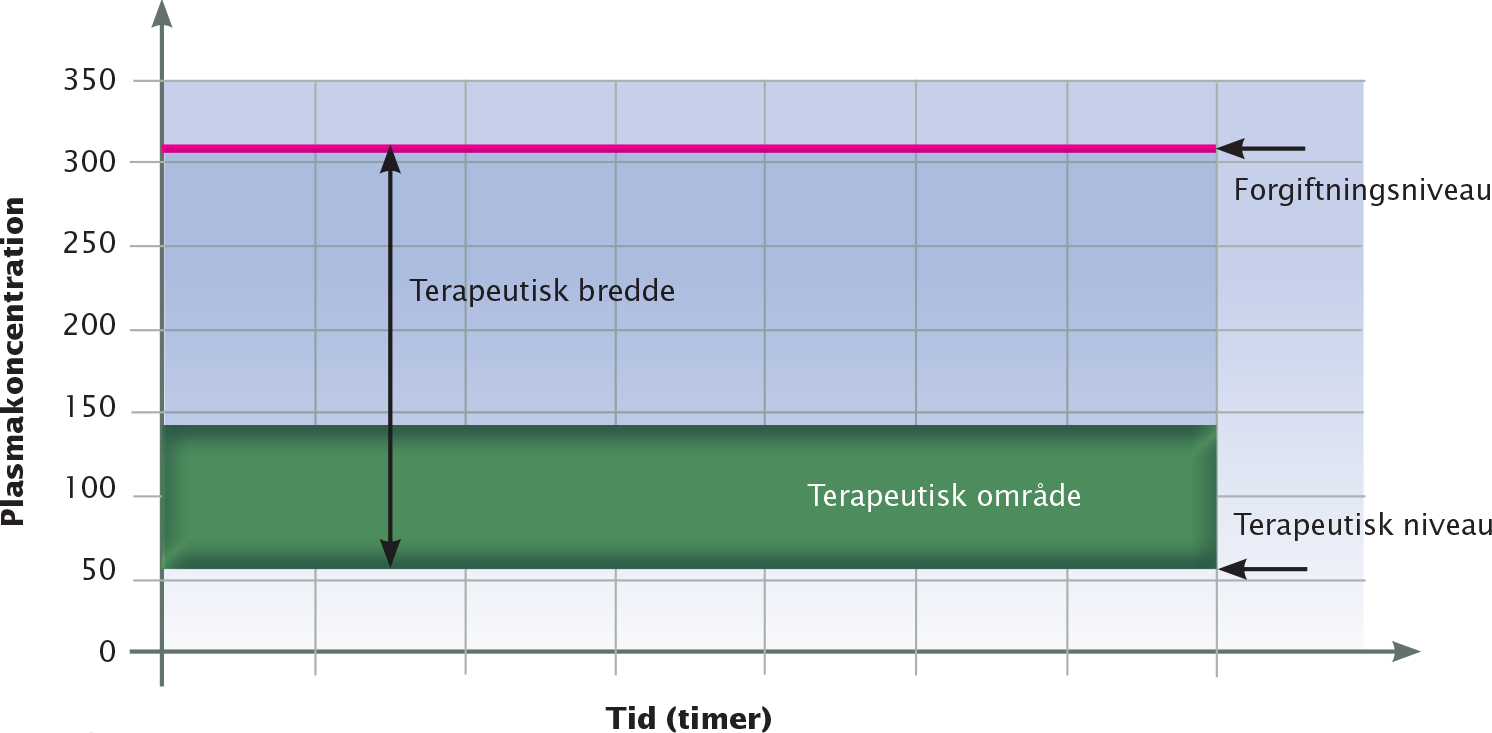 350
300
250
200
150
100
50
0
Plasmakoncentration
Terapeutisk bredde
Terapeutisk område
Forgiftningsniveau
Terapeutisk niveau
Tid (timer)